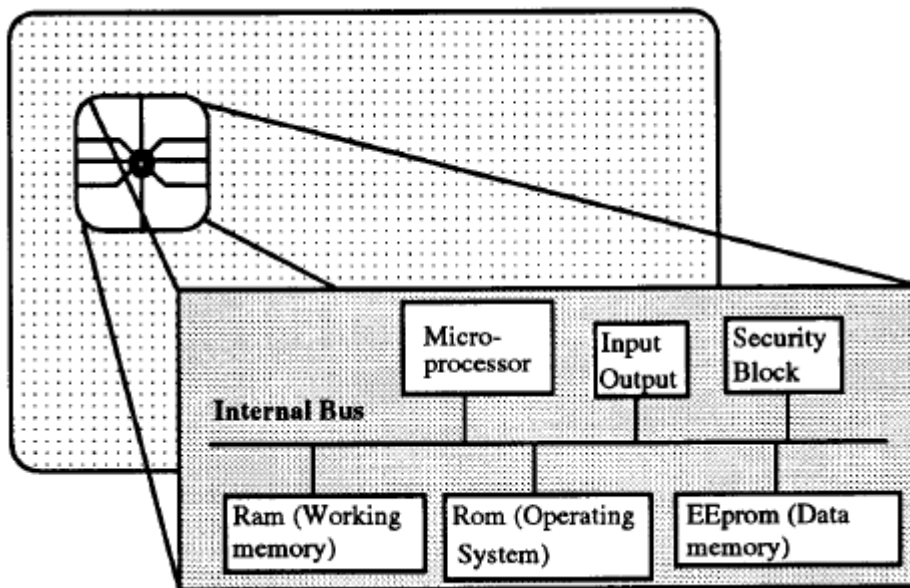 Micro-
processor
Input
Output
Security
Block
Internal Bus
Ram (Working
memory)
Rom (Operating
System)
EEprom (Data
memory)